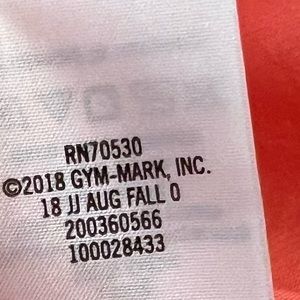 RN70530
©2018 GYM-MARK, INC.
18 JJ AUG FALL 0
200360566
100028433